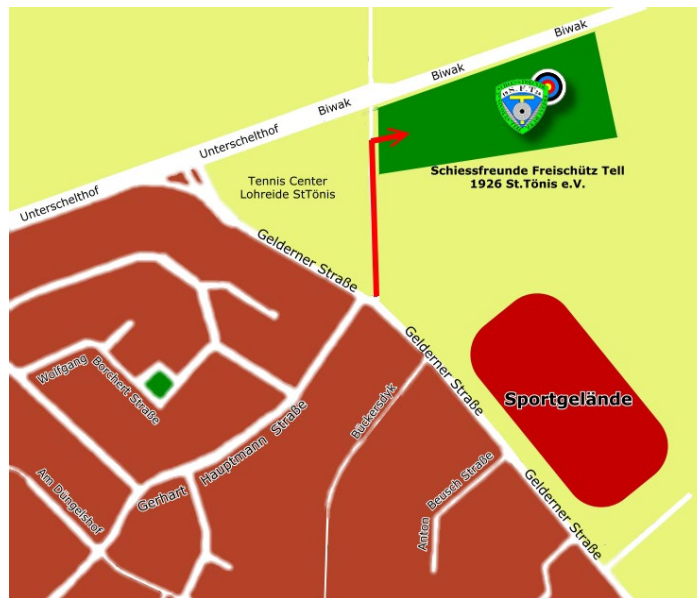 Biwak
Biwak
Biwak
Unterschelthof
Unterschelthof
S.F.T.
Schiessfreunde Freischütz Tell
1926 St.Tönis e.V.
Tennis Center
Lohreide StTönis
Gelderner Straße
Gelderner Straße
Sportgelände
Wolfgang
Borchert Straße
Bückersdyk
Gerhart Hauptmann Straße
Am Düngelshof
Anton Beusch Straße
Gelderner Straße